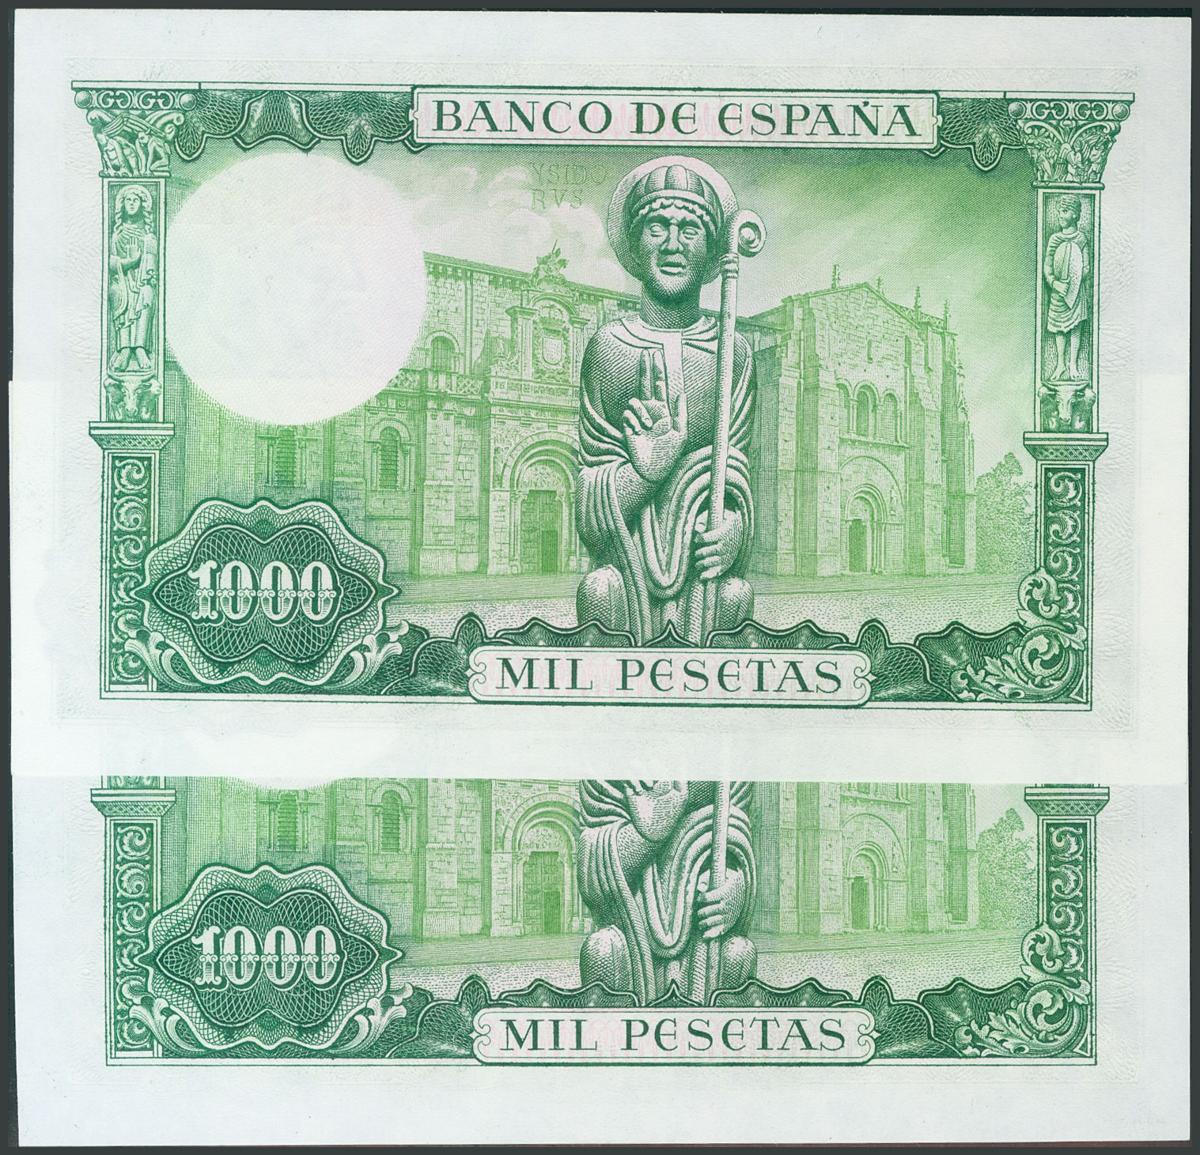 BANCO DE ESPAÑA
YSIDO
RVS
1000
MIL PESETAS
1000
MIL PESETAS